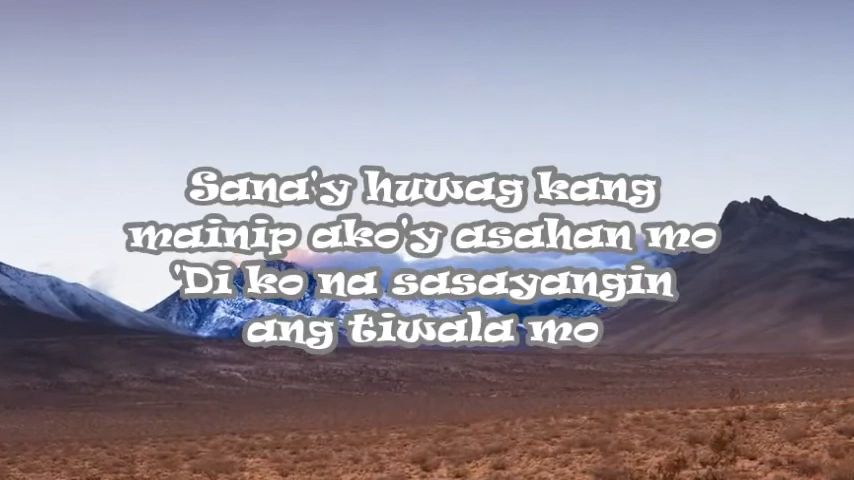 Sana'y huwag kang
mainip ako'y asahan mo
'Di ko na sasayangin
ang tiwala mo